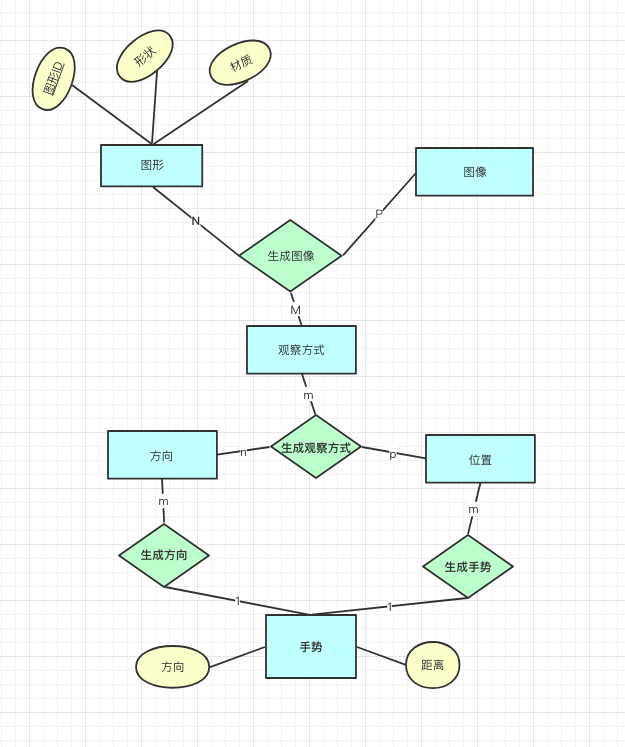 图形ID
形状
材质
图形
图像
N
P
生成图像
M
观察方式
m
生成观察方式
方向
n
p
位置
m
m
生成方向
生成手势
1
1
手势
方向
距离